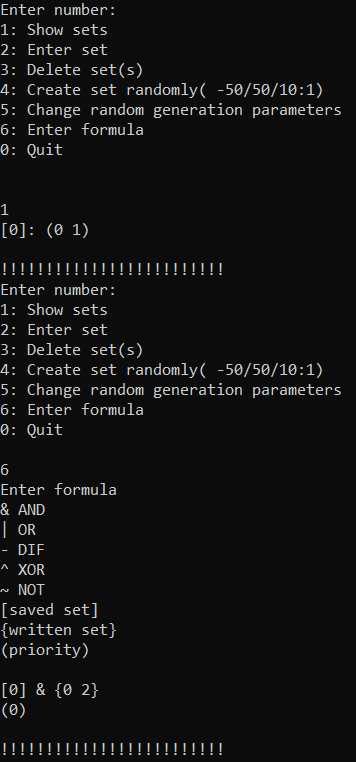 Enter number:
1: Show sets
2: Enter set
3: Delete set(s)
4: Create set randomly( -50/50/10:1)
5: Change random generation parameters
6: Enter formula
0: Quit
1
[0]: (0 1)
!!!!!!!!!!!!!!!!!!!!!!!!!
Enter number:
1: Show sets
2: Enter set
3: Delete set(s)
4: Create set randomly( -50/50/10:1)
5: Change random generation parameters
6: Enter formula
0: Quit
6
Enter formula
& AND
| OR
- DIF
^ XOR
~ NOT
[saved set]
{written set}
(priority)
[0] & {0 2}
(0)
!!!!!!!!!!!!!!!!!!!!!!!!!